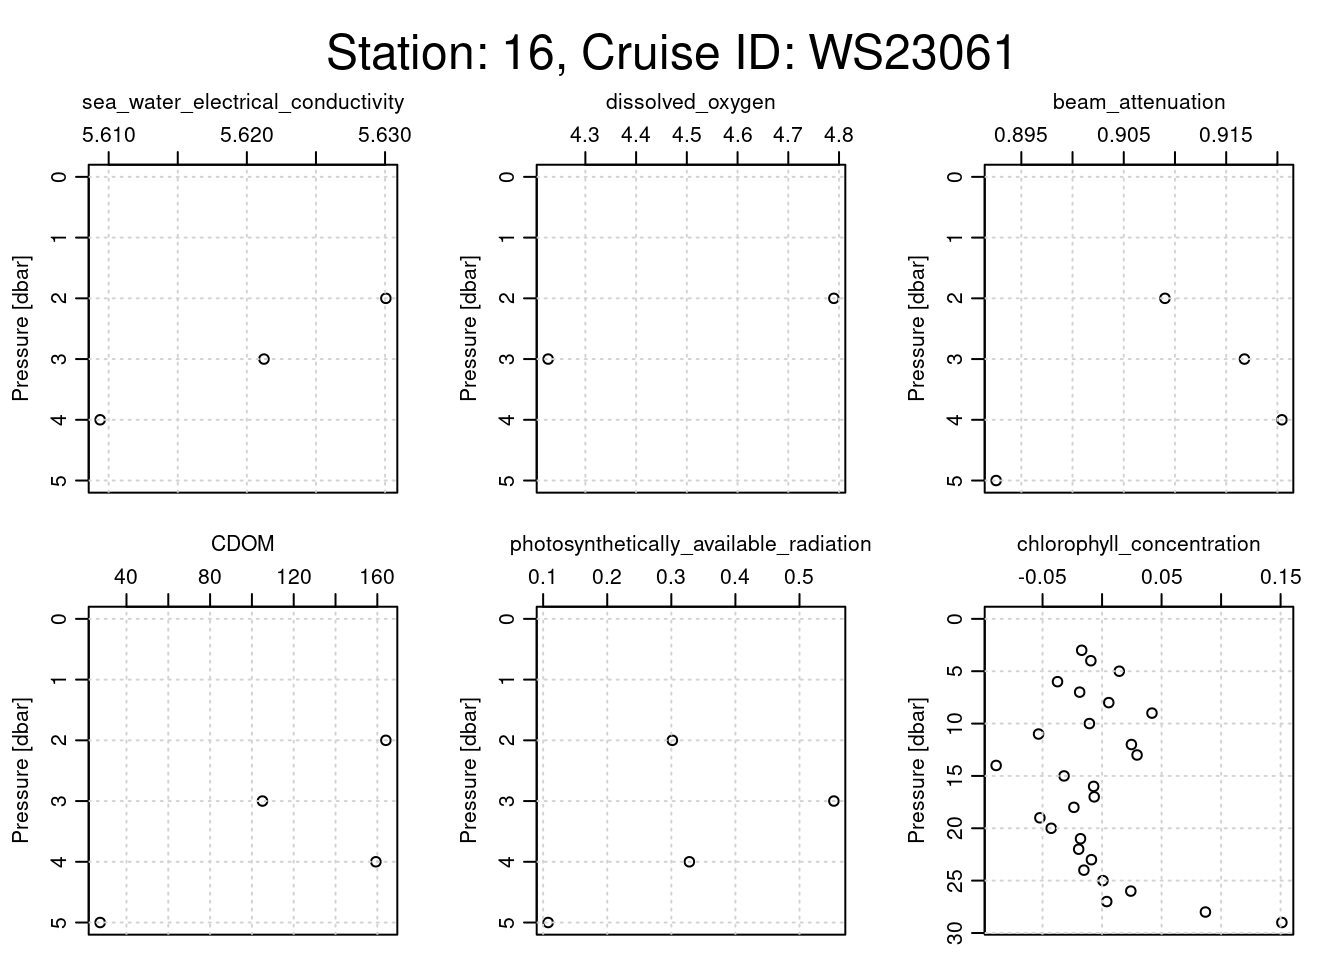 Station: 16, Cruise ID: WS23061
sea_water_electrical_conductivity
5.610 5.620 5.630
Pressure [dbar]
0 1 2 3 4 5
dissolved_oxygen
4.3 4.4 4.5 4.6 4.7 4.8
Pressure [dbar]
0 1 2 3 4 5
beam_attenuation
0.895 0.905 0.915
Pressure [dbar]
0 1 2 3 4 5
CDOM
40 80 120 160
Pressure [dbar]
0 1 2 3 4 5
photosynthetically_available_radiation
0.1 0.2 0.3 0.4 0.5
Pressure [dbar]
0 1 2 3 4 5
chlorophyll_concentration
-0.05 0.05 0.15
Pressure [dbar]
0 5 10 15 20 25 30